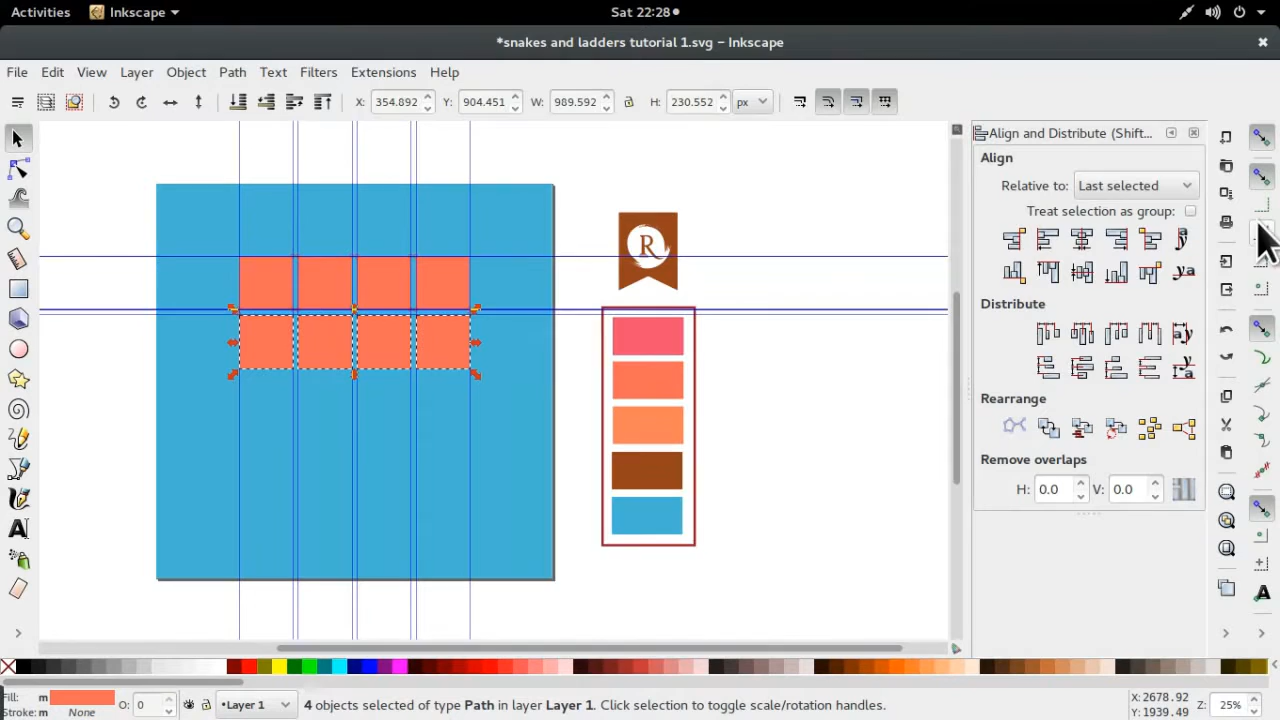 Activities Inkscape Sat 22:28
*snakes and ladders tutorial 1.svg – Inkscape
File Edit View Layer Object Path Text Filters Extensions Help
X: 354.892 Y: 904.451 W: 989.592 H: 230.552 px
Align and Distribute (Shift...
Align
Relative to: Last selected
Treat selection as group:
Distribute
Rearrange
Remove overlaps
H: 0.0 V: 0.0
R
Fill: m O: 0 •Layer 1 4 objects selected of type Path in layer Layer 1. Click selection to toggle scale/rotation handles. X:2678.92 Z: 25%
Stroke: m None Y:1939.49